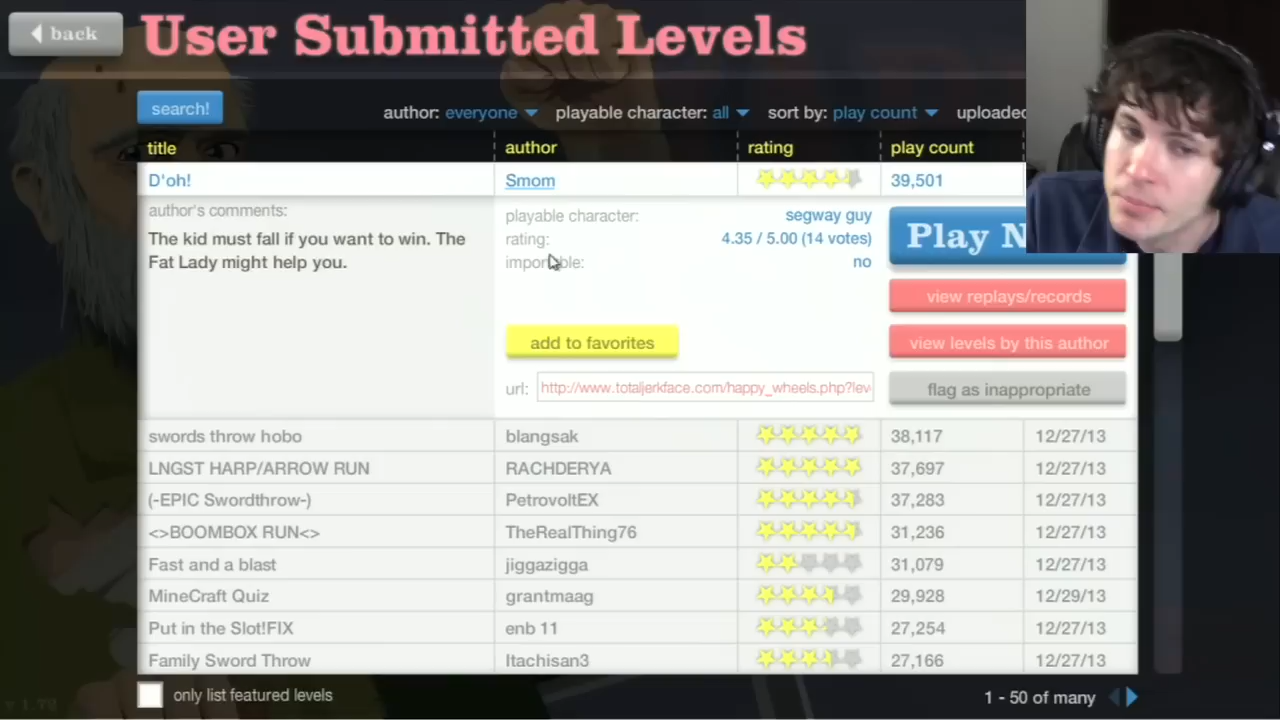 back
User Submitted Levels
search!
author: everyone playable character: all sort by: play count uploaded
title author rating play count
D'oh! Smom 39,501
author's comments:
The kid must fall if you want to win. The
Fat Lady might help you.
playable character: segway guy
rating: 4.35 / 5.00 (14 votes)
importable: no
Play N
view replays/records
add to favorites
view levels by this author
url: http://www.totaljerkface.com/happy_wheels.php?lev
flag as inappropriate
swords throw hobo blangsak 38,117 12/27/13
LNGST HARP/ARROW RUN RACHDERYA 37,697 12/27/13
(-EPIC Swordthrow-) PetrovoltEX 37,283 12/27/13
<>BOOMBOX RUN<> TheRealThing76 31,236 12/27/13
Fast and a blast jiggazigga 31,079 12/27/13
MineCraft Quiz grantmaag 29,928 12/29/13
Put in the Slot!FIX enb 11 27,254 12/27/13
Family Sword Throw Itachisan3 27,166 12/27/13
only list featured levels
1 - 50 of many